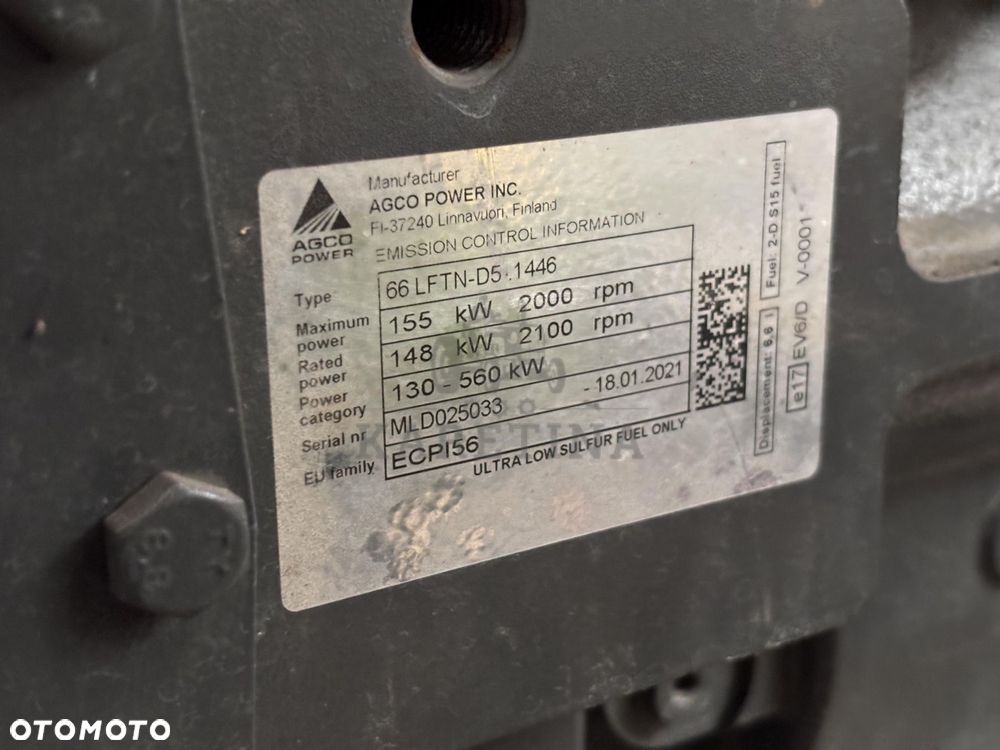 AGCO
POWER
Manufacturer
AGCO POWER INC.
FI-37240 Linnavuori, Finland
EMISSION CONTROL INFORMATION
Type 66 LFTN-D5 .1446
Maximum power 155 kW 2000 rpm
Rated power 148 kW 2100 rpm
Power category 130 - 560 kW
Serial nr MLD025033 - 18.01.2021
EU family ECPI56
ULTRA LOW SULFUR FUEL ONLY
Displacement 6,6 l
Fuel: 2-D S15 fuel
e17 EV6/D V-0001
8.8
OTOMOTO